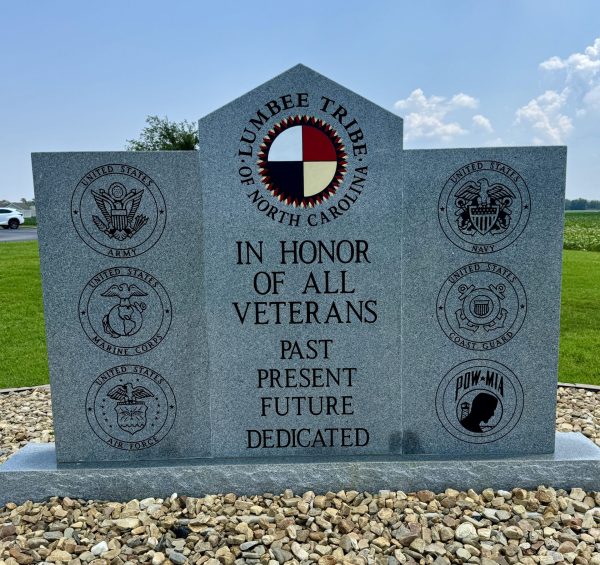 LUMBEE TRIBE
OF NORTH CAROLINA
IN HONOR
OF ALL
VETERANS
PAST
PRESENT
FUTURE
DEDICATED
UNITED STATES
ARMY
UNITED STATES
MARINE CORPS
UNITED STATES
AIR FORCE
UNITED STATES
NAVY
UNITED STATES
COAST GUARD
POW-MIA